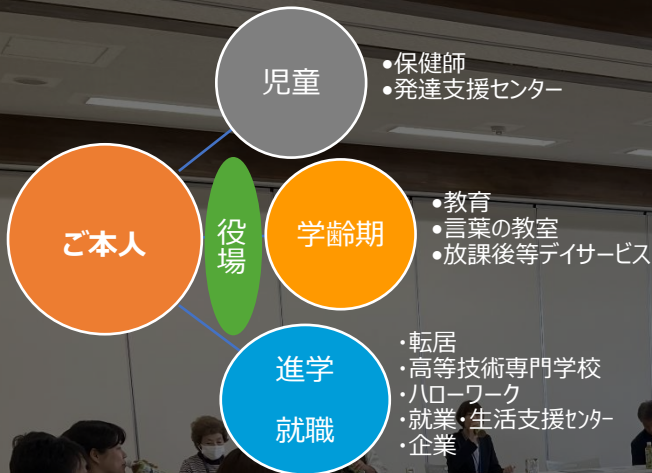 児童
●保健師
●発達支援センター
ご本人
役場
学齢期
●教育
●言葉の教室
●放課後等デイサービス
進学
就職
・転居
・高等技術専門学校
・ハローワーク
・就業・生活支援センター
・企業